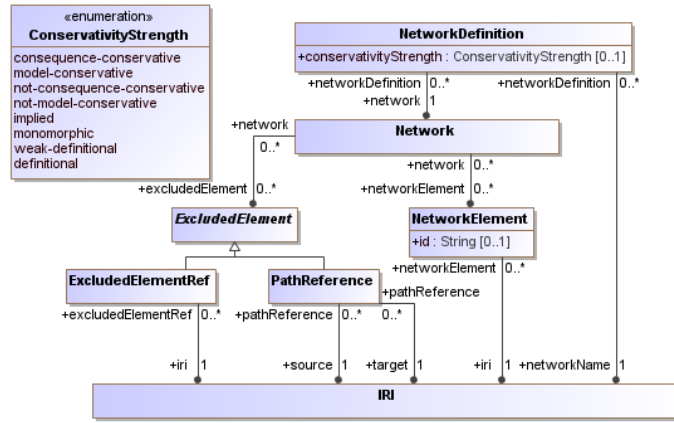 «enumeration»
ConservativityStrength
consequence-conservative
model-conservative
not-consequence-conservative
not-model-conservative
implied
monomorphic
weak-definitional
definitional
NetworkDefinition
+conservativityStrength : ConservativityStrength [0..1]
+networkDefinition 0..* +networkDefinition 0..*
+network 1
+network
0..*
Network
+network 0..*
+excludedElement 0..* +networkElement 0..*
ExcludedElement
NetworkElement
+id : String [0..1]
ExcludedElementRef
PathReference
+networkElement 0..*
+pathReference
+excludedElementRef 0..* +pathReference 0..* 0..*
+iri 1 +source 1 +target 1 +iri 1 +networkName 1
IRI